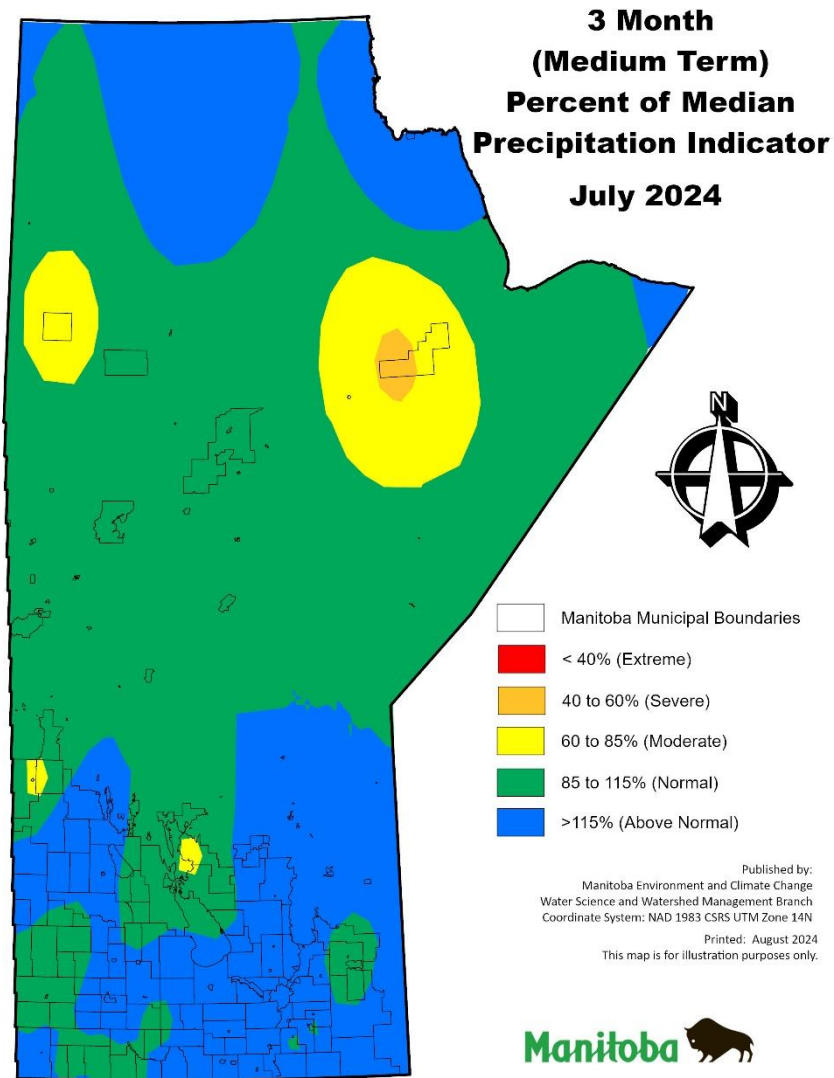 3 Month
(Medium Term)
Percent of Median
Precipitation Indicator
July 2024
N
Manitoba Municipal Boundaries
< 40% (Extreme)
40 to 60% (Severe)
60 to 85% (Moderate)
85 to 115% (Normal)
>115% (Above Normal)
Published by:
Manitoba Environment and Climate Change
Water Science and Watershed Management Branch
Coordinate System: NAD 1983 CSRS UTM Zone 14N
Printed: August 2024
This map is for illustration purposes only.
Manitoba